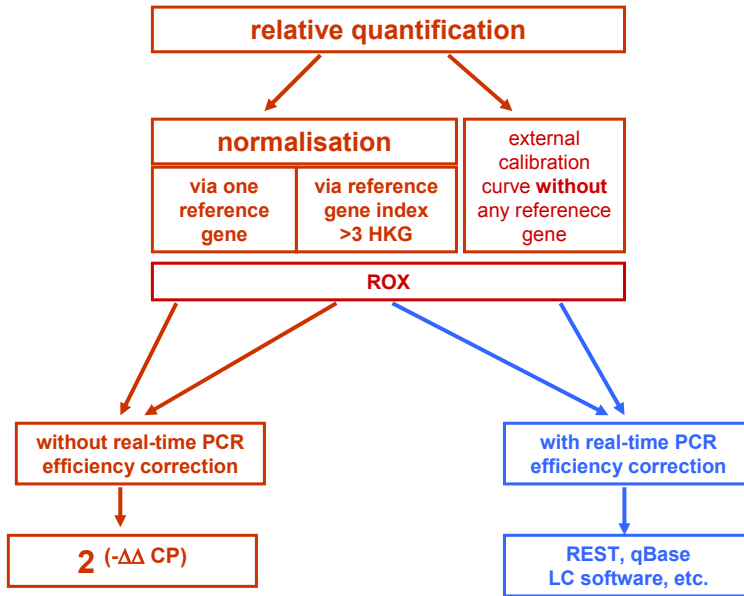 relative quantification
normalisation
via one
reference
gene
via reference
gene index
>3 HKG
external
calibration
curve without
any referenece
gene
ROX
without real-time PCR
efficiency correction
2 (-ΔΔ CP)
with real-time PCR
efficiency correction
REST, qBase
LC software, etc.